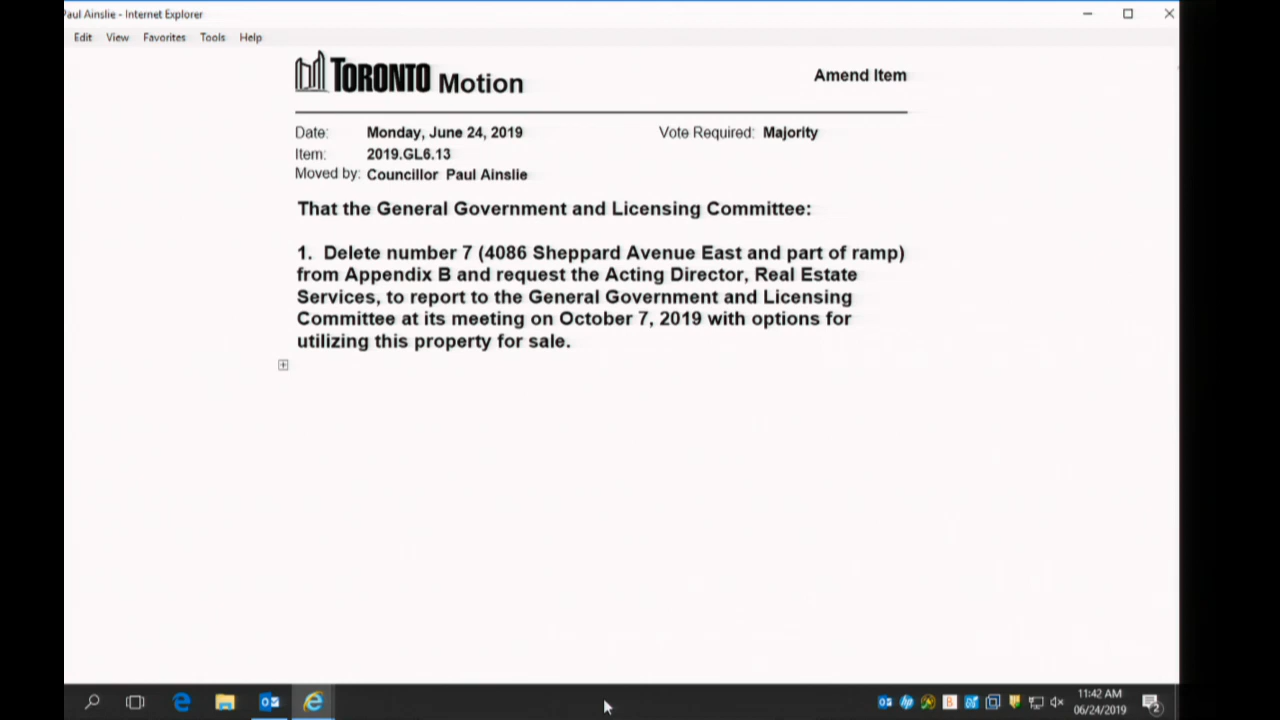 Paul Ainslie - Internet Explorer
Edit View Favorites Tools Help
TORONTO Motion
Amend Item
Date: Monday, June 24, 2019
Vote Required: Majority
Item: 2019.GL6.13
Moved by: Councillor Paul Ainslie
That the General Government and Licensing Committee:
1. Delete number 7 (4086 Sheppard Avenue East and part of ramp)
from Appendix B and request the Acting Director, Real Estate
Services, to report to the General Government and Licensing
Committee at its meeting on October 7, 2019 with options for
utilizing this property for sale.
11:42 AM
06/24/2019
2